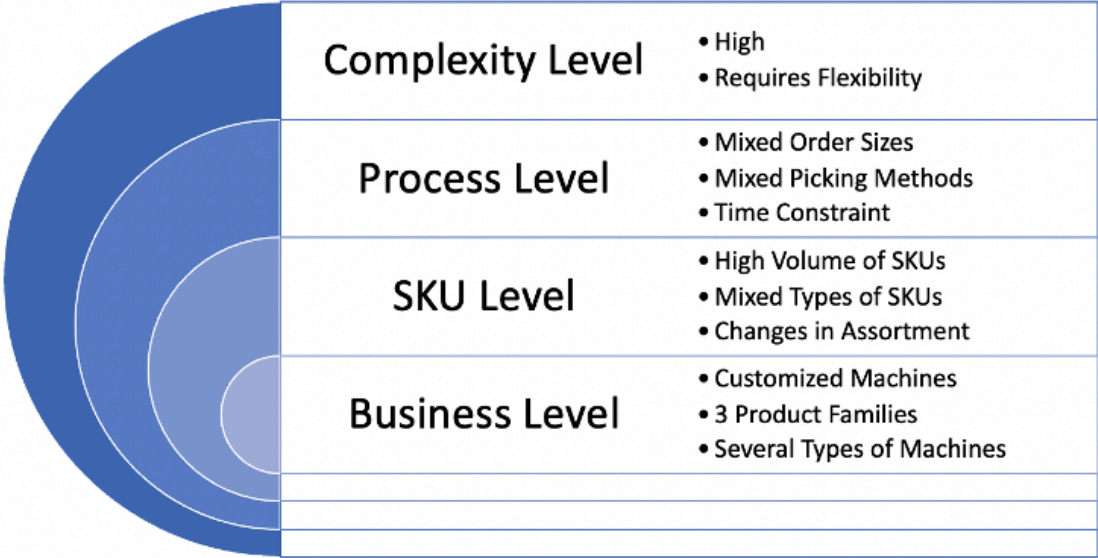 Complexity Level
• High
• Requires Flexibility
Process Level
• Mixed Order Sizes
• Mixed Picking Methods
• Time Constraint
SKU Level
• High Volume of SKUs
• Mixed Types of SKUs
• Changes in Assortment
Business Level
• Customized Machines
• 3 Product Families
• Several Types of Machines